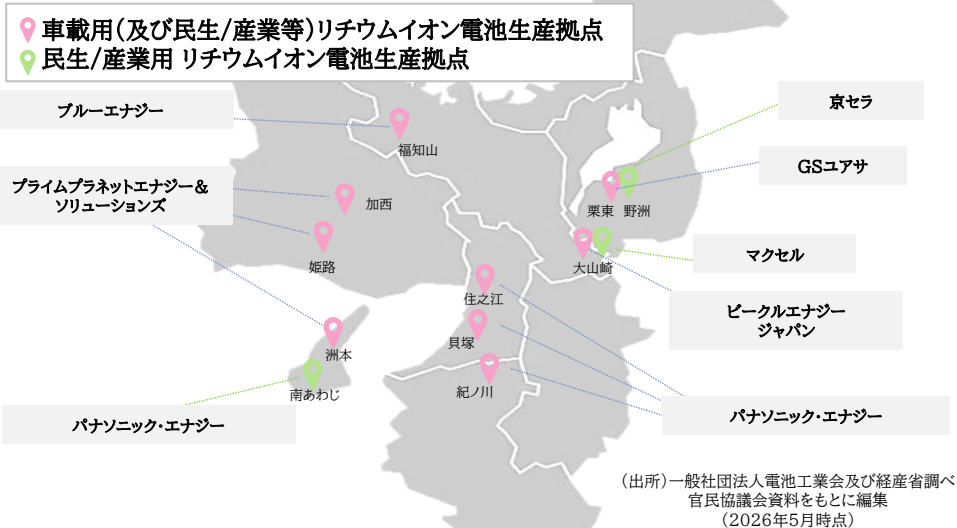 車載用(及び民生/産業等)リチウムイオン電池生産拠点
民生/産業用 リチウムイオン電池生産拠点
ブルーエナジー
京セラ
福知山
GSユアサ
プライムプラネットエナジー&
ソリューションズ
加西
栗東
野洲
姫路
大山崎
マクセル
住之江
ビークルエナジー
ジャパン
貝塚
洲本
南あわじ
紀ノ川
パナソニック・エナジー
パナソニック・エナジー
(出所)一般社団法人電池工業会及び経産省調べ
官民協議会資料をもとに編集
(2026年5月時点)